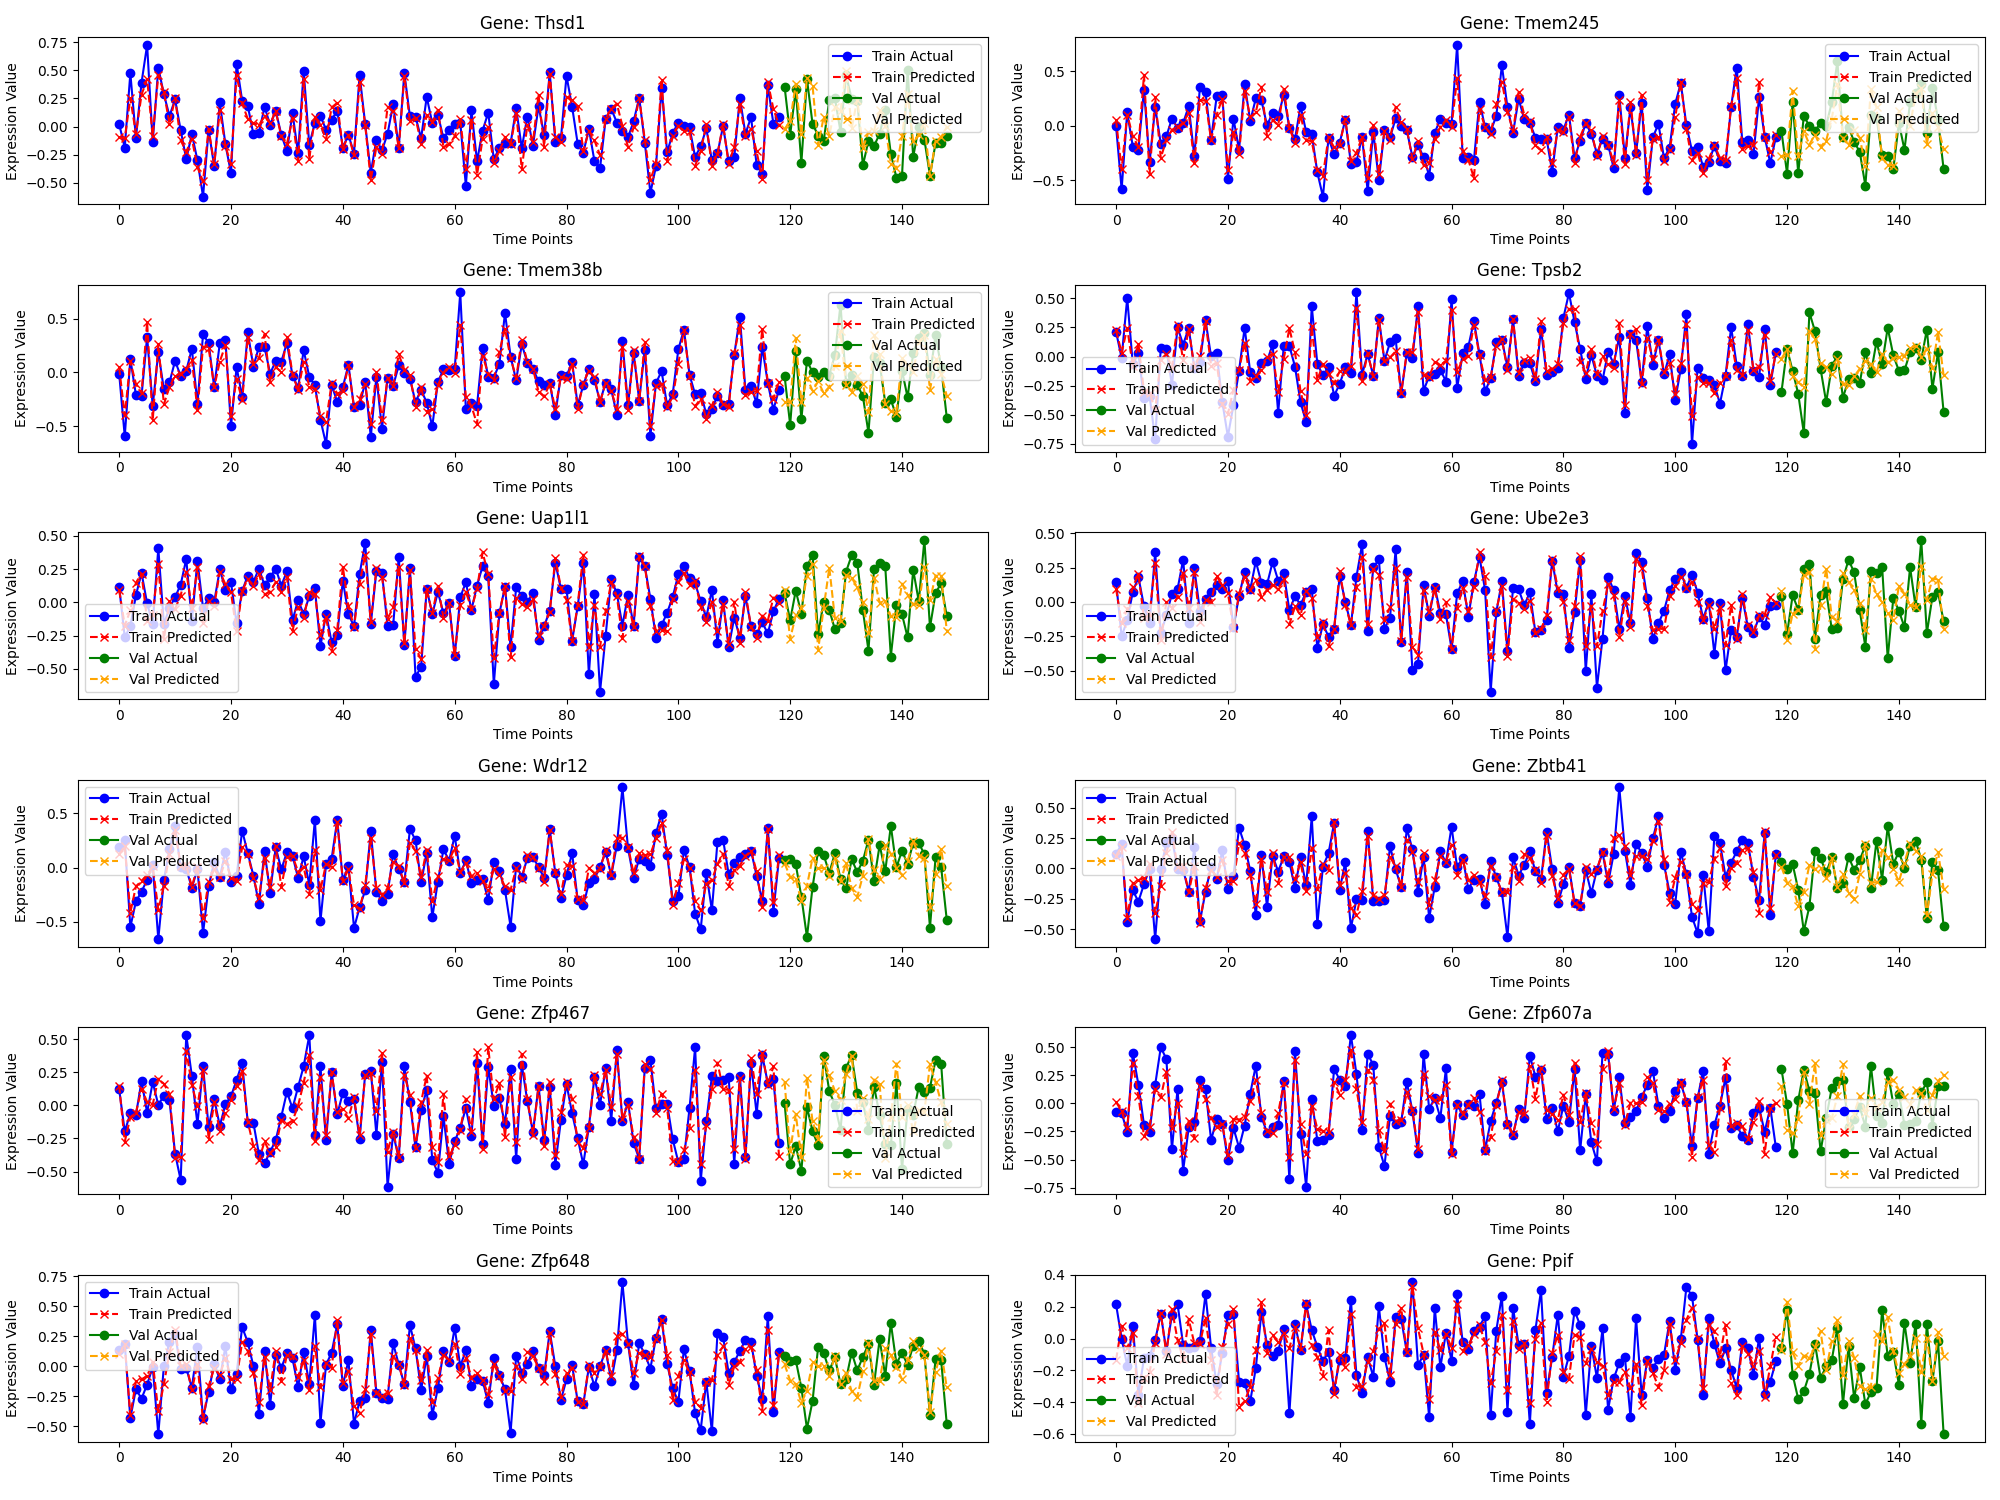 Gene: Thsd1
Expression Value
0.75
0.50
0.25
0.00
−0.25
−0.50
Train Actual
Train Predicted
Val Actual
Val Predicted
0 20 40 60 80 100 120 140
Time Points
Gene: Tmem245
Expression Value
0.5
0.0
−0.5
Train Actual
Train Predicted
Val Actual
Val Predicted
0 20 40 60 80 100 120 140
Time Points
Gene: Tmem38b
Expression Value
0.5
0.0
−0.5
Train Actual
Train Predicted
Val Actual
Val Predicted
0 20 40 60 80 100 120 140
Time Points
Gene: Tpsb2
Expression Value
0.50
0.25
0.00
−0.25
−0.50
−0.75
Train Actual
Train Predicted
Val Actual
Val Predicted
0 20 40 60 80 100 120 140
Time Points
Gene: Uap1l1
Expression Value
0.50
0.25
0.00
−0.25
−0.50
Train Actual
Train Predicted
Val Actual
Val Predicted
0 20 40 60 80 100 120 140
Time Points
Gene: Ube2e3
Expression Value
0.50
0.25
0.00
−0.25
−0.50
Train Actual
Train Predicted
Val Actual
Val Predicted
0 20 40 60 80 100 120 140
Time Points
Gene: Wdr12
Expression Value
0.5
0.0
−0.5
Train Actual
Train Predicted
Val Actual
Val Predicted
0 20 40 60 80 100 120 140
Time Points
Gene: Zbtb41
Expression Value
0.50
0.25
0.00
−0.25
−0.50
Train Actual
Train Predicted
Val Actual
Val Predicted
0 20 40 60 80 100 120 140
Time Points
Gene: Zfp467
Expression Value
0.50
0.25
0.00
−0.25
−0.50
Train Actual
Train Predicted
Val Actual
Val Predicted
0 20 40 60 80 100 120 140
Time Points
Gene: Zfp607a
Expression Value
0.50
0.25
0.00
−0.25
−0.50
−0.75
Train Actual
Train Predicted
Val Actual
Val Predicted
0 20 40 60 80 100 120 140
Time Points
Gene: Zfp648
Expression Value
0.75
0.50
0.25
0.00
−0.25
−0.50
Train Actual
Train Predicted
Val Actual
Val Predicted
0 20 40 60 80 100 120 140
Time Points
Gene: Ppif
Expression Value
0.4
0.2
0.0
−0.2
−0.4
−0.6
Train Actual
Train Predicted
Val Actual
Val Predicted
0 20 40 60 80 100 120 140
Time Points